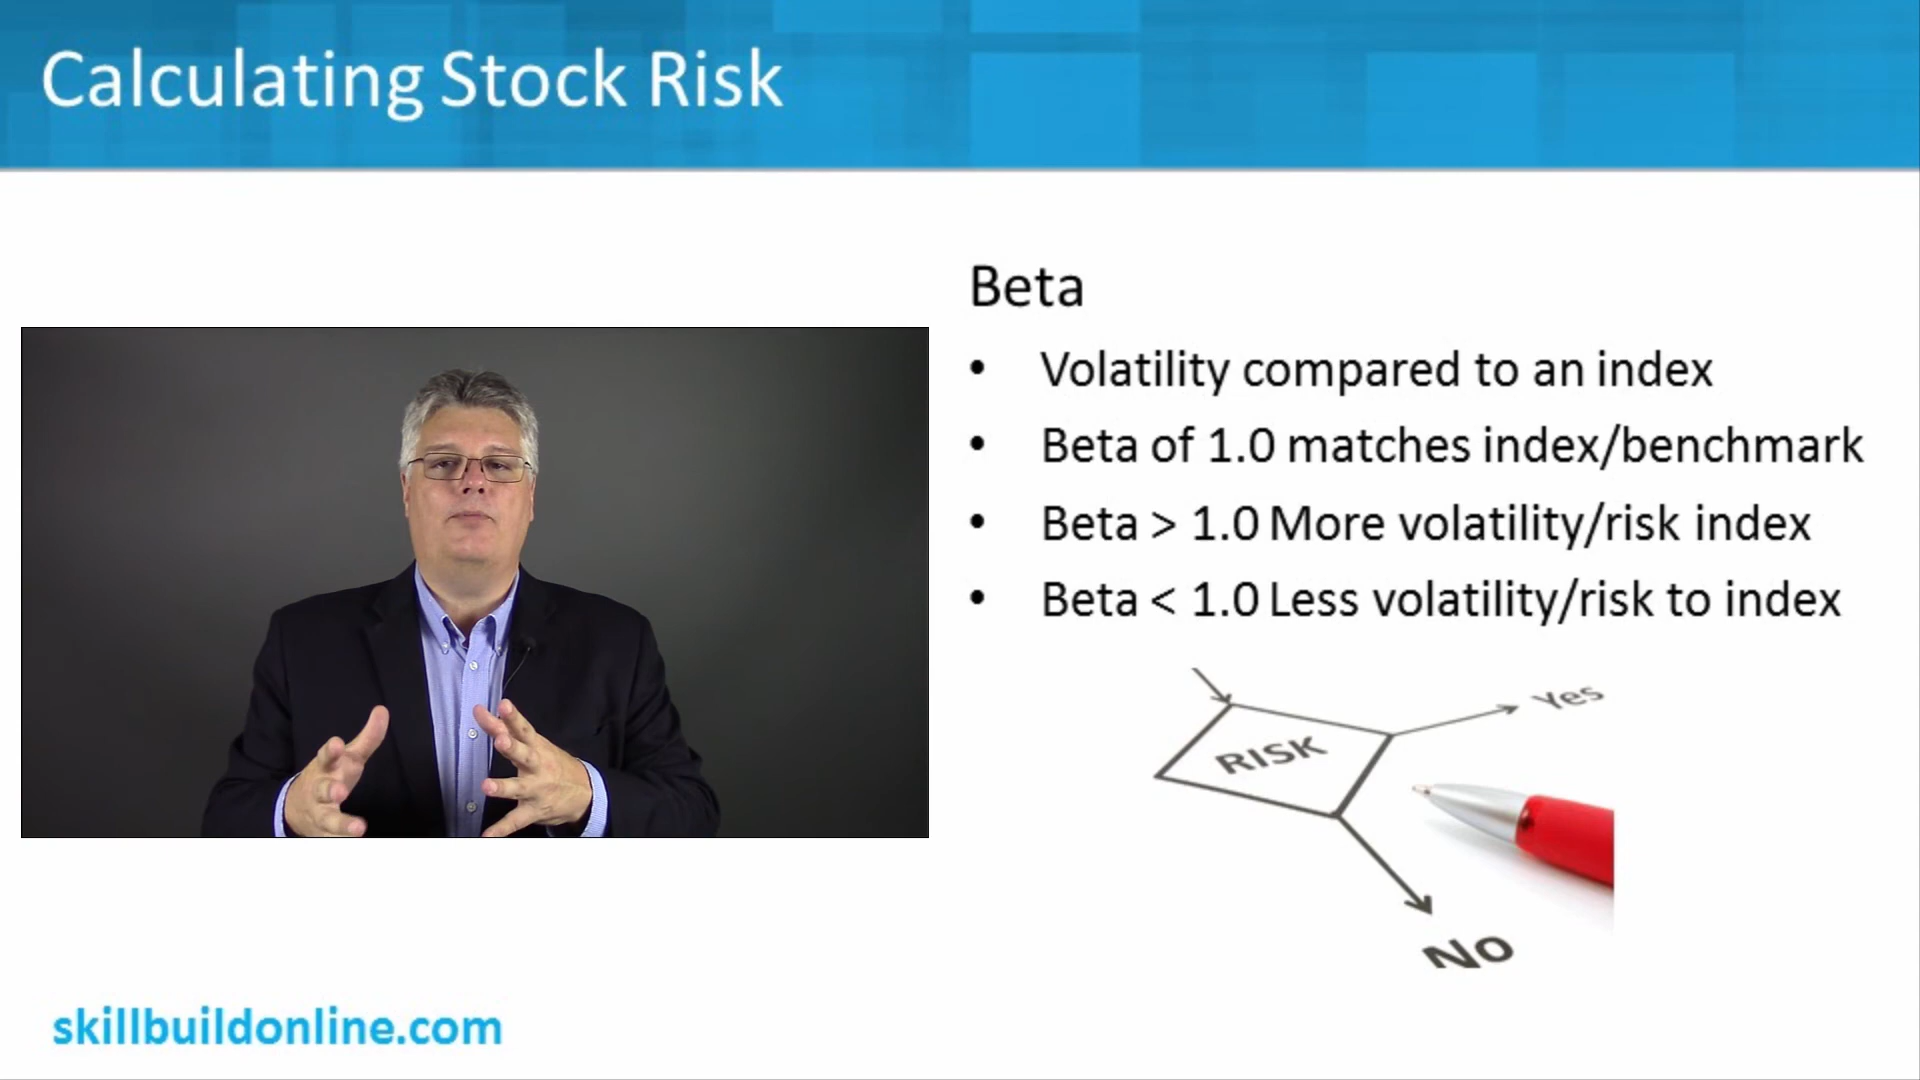 Calculating Stock Risk
Beta
• Volatility compared to an index
• Beta of 1.0 matches index/benchmark
• Beta > 1.0 More volatility/risk index
• Beta < 1.0 Less volatility/risk to index
RISK
Yes
No
skillbuildonline.com